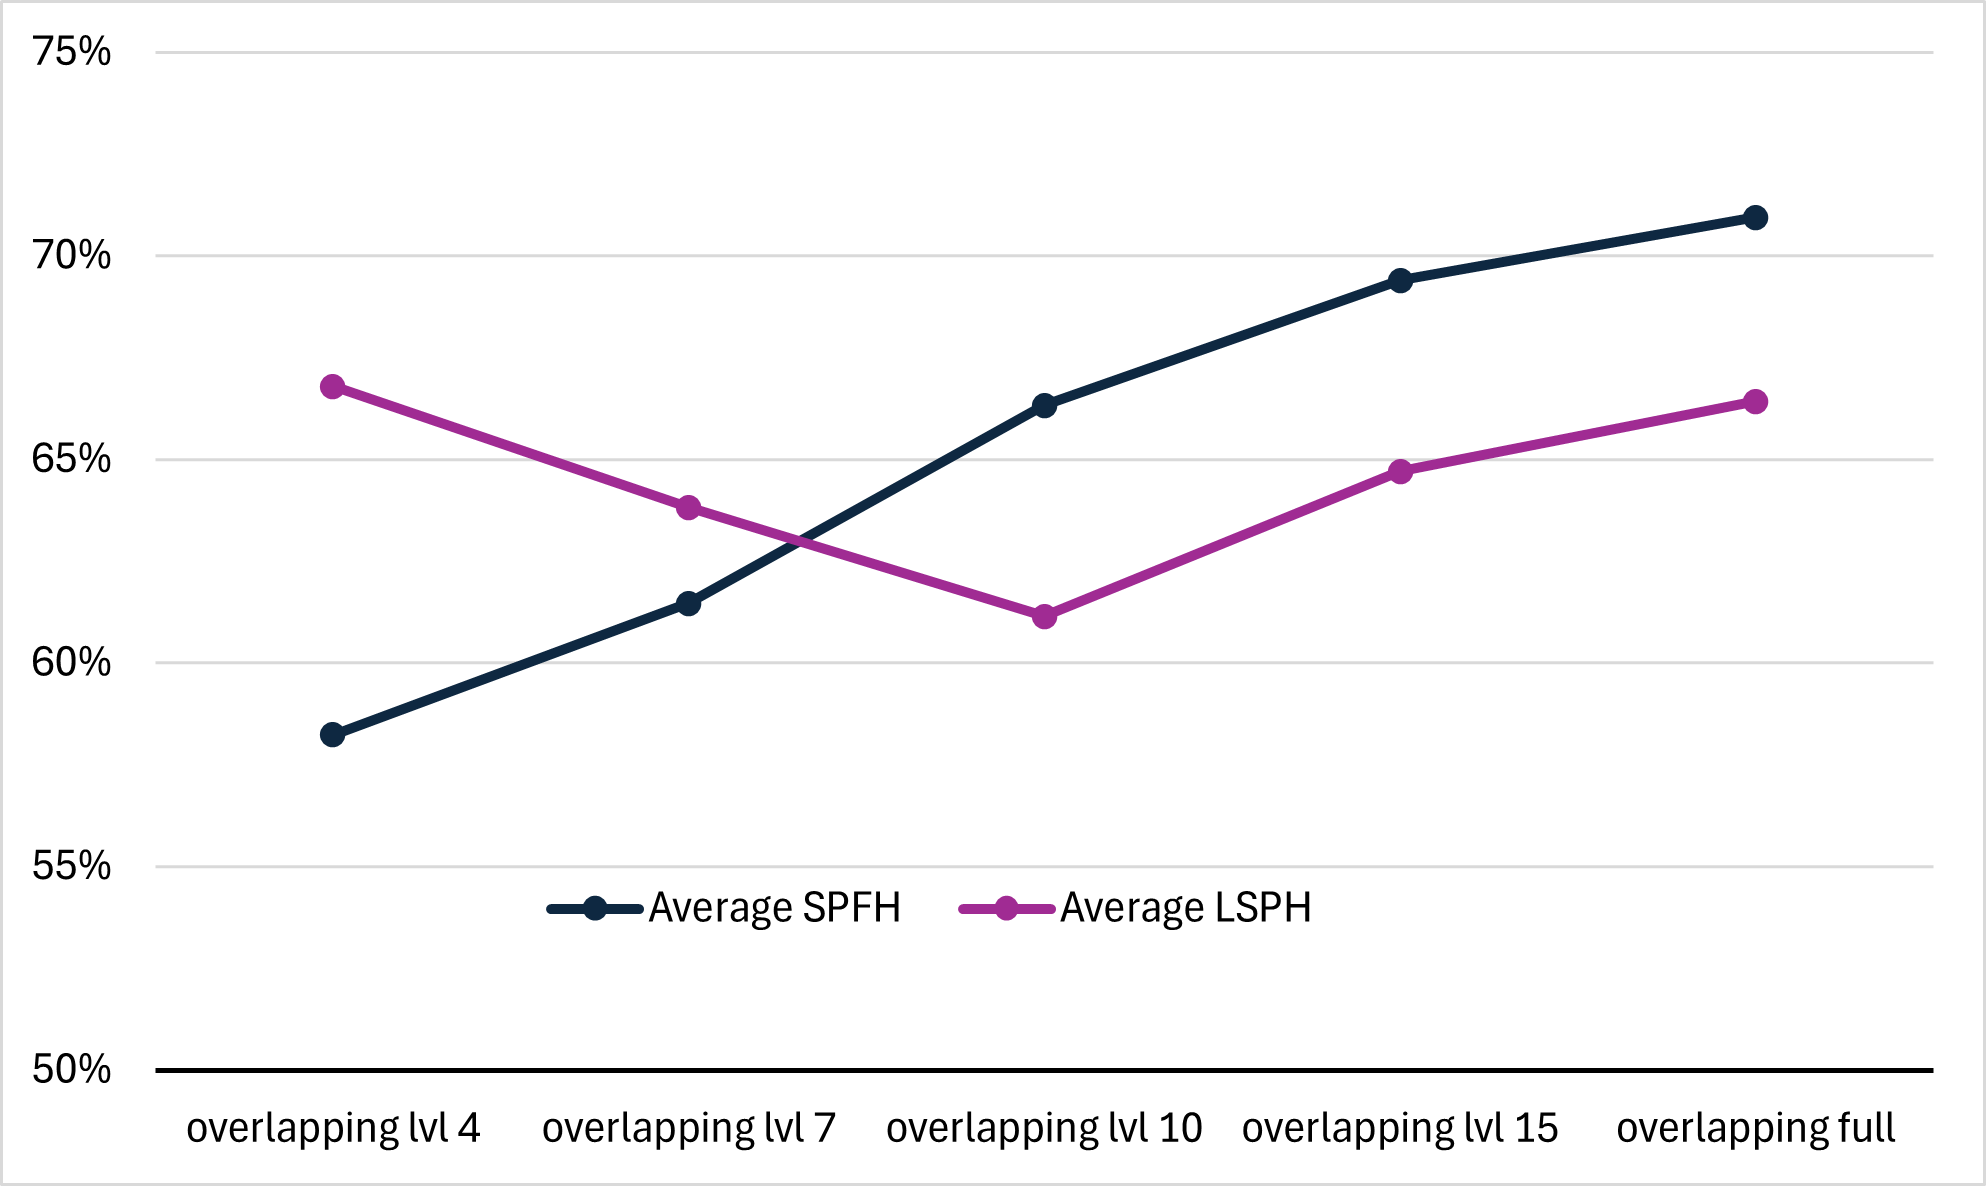 75%
70%
65%
60%
55%
50%
Average SPFH
Average LSPH
overlapping lvl 4
overlapping lvl 7
overlapping lvl 10
overlapping lvl 15
overlapping full